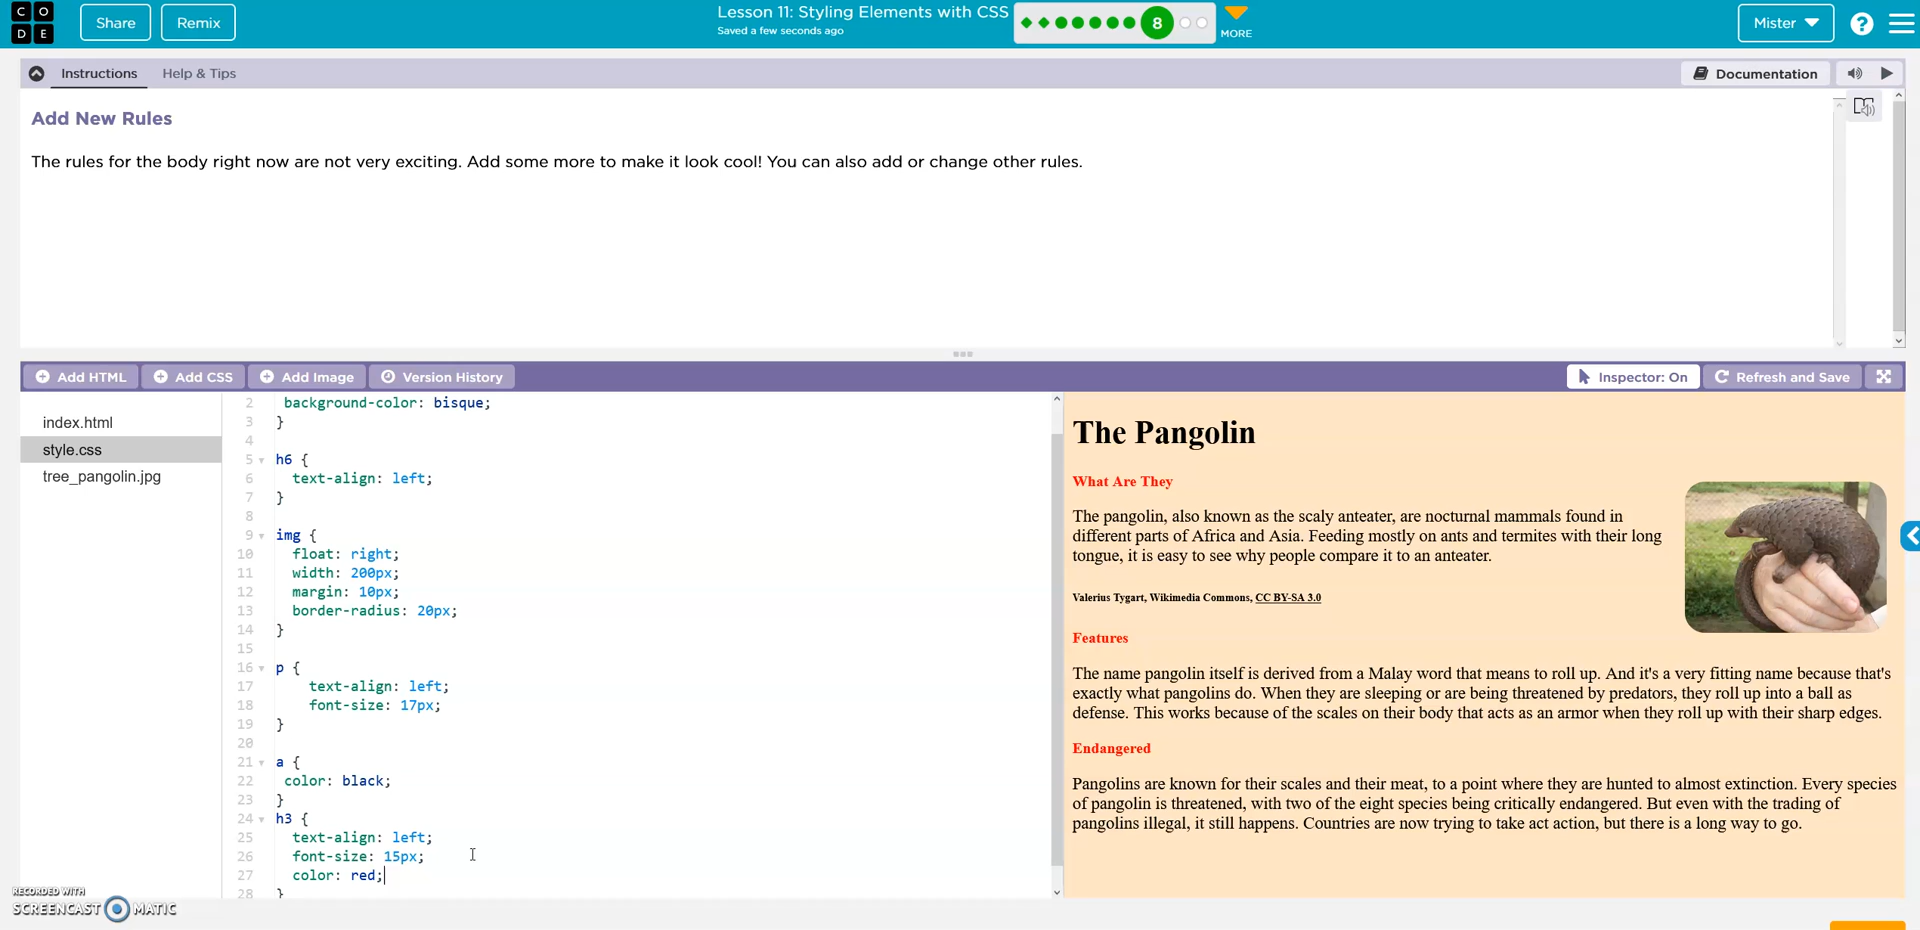 C O
D E
Share
Remix
Lesson 11: Styling Elements with CSS
Saved a few seconds ago
8
MORE
Mister
?
Instructions
Help & Tips
Documentation
Add New Rules
The rules for the body right now are not very exciting. Add some more to make it look cool! You can also add or change other rules.
Add HTML
Add CSS
Add Image
Version History
Inspector: On
Refresh and Save
index.html
style.css
tree_pangolin.jpg
2 background-color: bisque;
3 }
4
5 h6 {
6 text-align: left;
7 }
8
9 img {
10 float: right;
11 width: 200px;
12 margin: 10px;
13 border-radius: 20px;
14 }
15
16 p {
17 text-align: left;
18 font-size: 17px;
19 }
20
21 a {
22 color: black;
23 }
24 h3 {
25 text-align: left;
26 font-size: 15px;
27 color: red;
28 }
The Pangolin
What Are They
The pangolin, also known as the scaly anteater, are nocturnal mammals found in
different parts of Africa and Asia. Feeding mostly on ants and termites with their long
tongue, it is easy to see why people compare it to an anteater.
Valerius Tygart, Wikimedia Commons, CC BY-SA 3.0
Features
The name pangolin itself is derived from a Malay word that means to roll up. And it's a very fitting name because that's
exactly what pangolins do. When they are sleeping or are being threatened by predators, they roll up into a ball as
defense. This works because of the scales on their body that acts as an armor when they roll up with their sharp edges.
Endangered
Pangolins are known for their scales and their meat, to a point where they are hunted to almost extinction. Every species
of pangolin is threatened, with two of the eight species being critically endangered. But even with the trading of
pangolins illegal, it still happens. Countries are now trying to take act action, but there is a long way to go.
RECORDED WITH
SCREENCAST MATIC